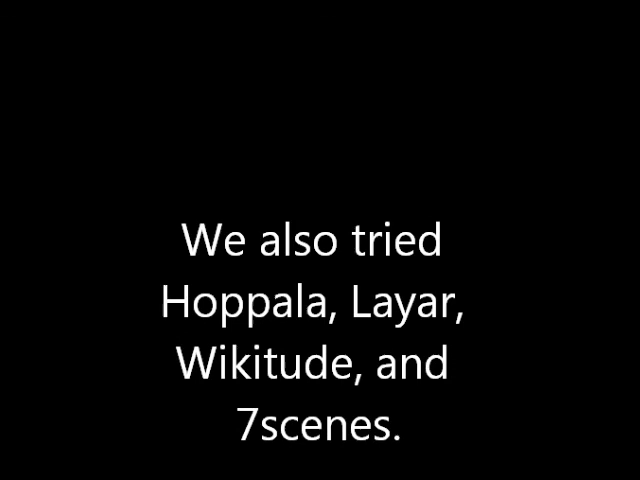 We also tried
Hoppala, Layar,
Wikitude, and
7scenes.